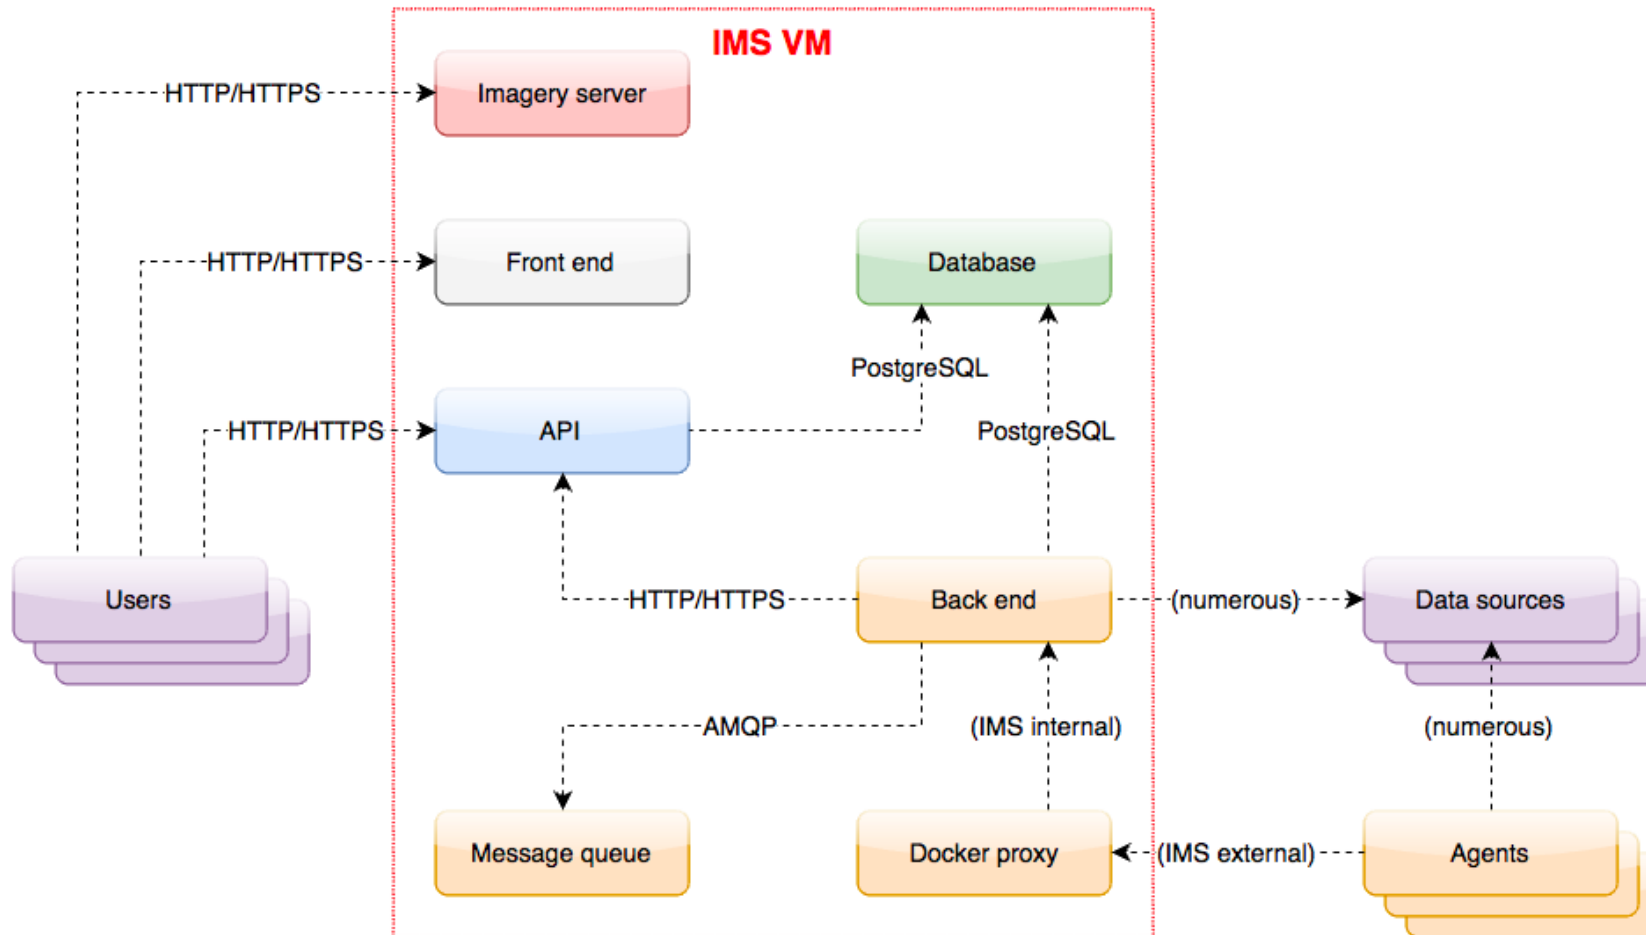 IMS VM
HTTP/HTTPS
Imagery server
HTTP/HTTPS
Front end
Database
PostgreSQL
HTTP/HTTPS
API
PostgreSQL
Users
HTTP/HTTPS
Back end
(numerous)
Data sources
AMQP
(IMS internal)
(numerous)
Message queue
Docker proxy
(IMS external)
Agents